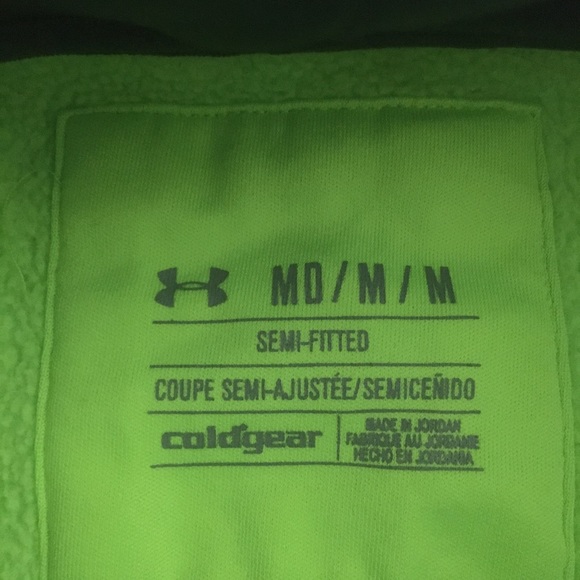 MD / M / M
SEMI-FITTED
COUPE SEMI-AJUSTÉE/SEMICEÑIDO
coldgear
MADE IN JORDAN
FABRIQUÉ AU JORDANIE
HECHO EN JORDANIA